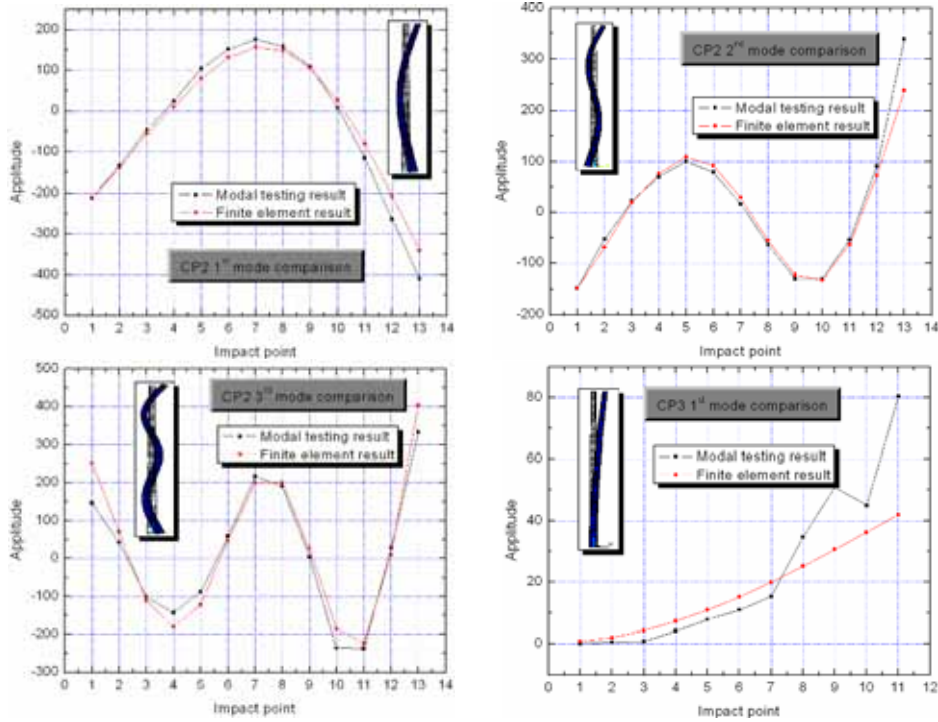 200
100
0
-100
-200
-300
-400
-500
Amplitude
Modal testing result
Finite element result
CP2 1st mode comparison
0 1 2 3 4 5 6 7 8 9 10 11 12 13 14
Impact point
400
300
200
100
0
-100
-200
Amplitude
CP2 2nd mode comparison
Modal testing result
Finite element result
0 1 2 3 4 5 6 7 8 9 10 11 12 13 14
Impact point
500
400
300
200
100
0
-100
-200
-300
Amplitude
CP2 3rd mode comparison
Modal testing result
Finite element result
0 1 2 3 4 5 6 7 8 9 10 11 12 13 14
Impact point
80
60
40
20
0
Amplitude
CP3 1st mode comparison
Modal testing result
Finite element result
0 1 2 3 4 5 6 7 8 9 10 11 12
Impact point